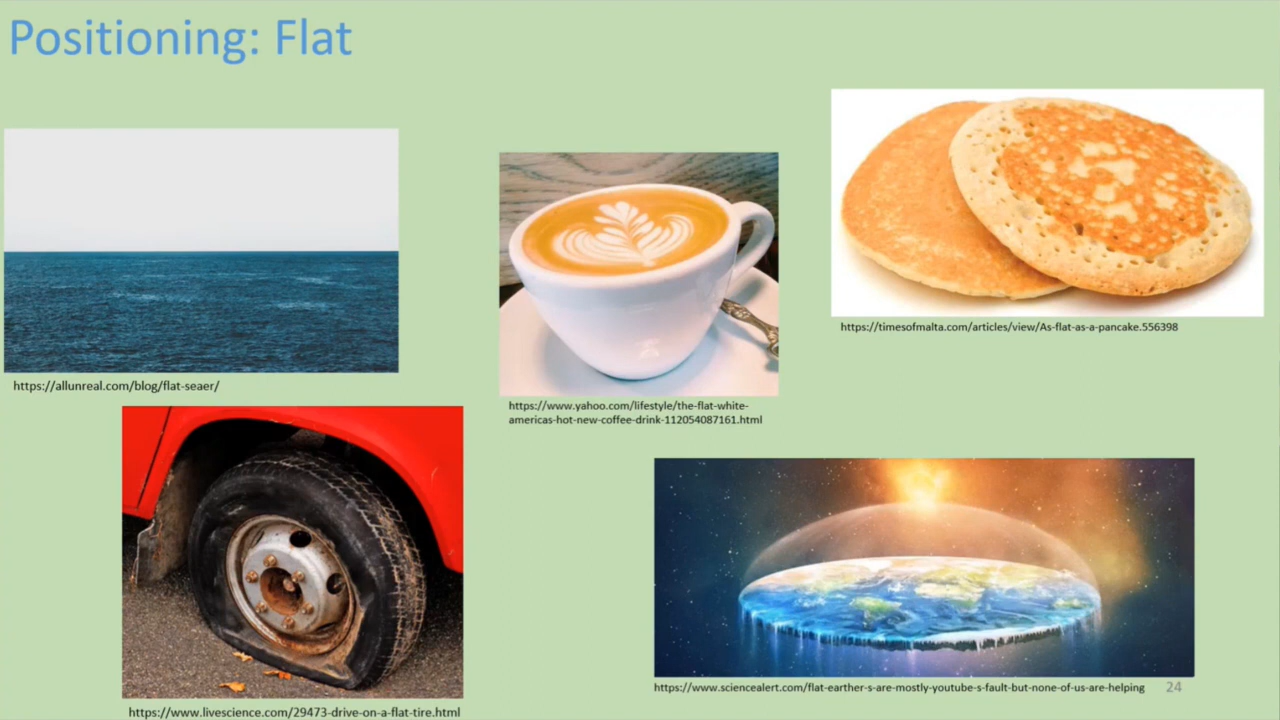 Positioning: Flat
https://timesofmalta.com/articles/view/As-flat-as-a-pancake.556398
https://allunreal.com/blog/flat-seaer/
https://www.yahoo.com/lifestyle/the-flat-white-
americas-hot-new-coffee-drink-112054087161.html
https://www.sciencealert.com/flat-earther-s-are-mostly-youtube-s-fault-but-none-of-us-are-helping
24
https://www.livescience.com/29473-drive-on-a-flat-tire.html